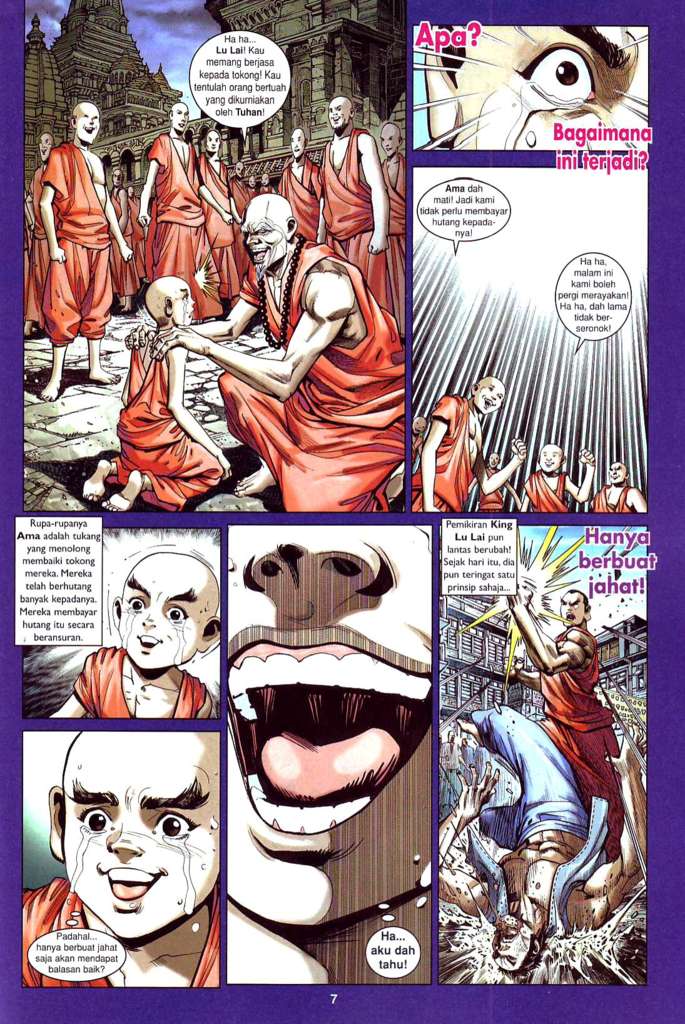 Ha ha...
Lu Lai! Kau
memang berjasa
kepada tokong! Kau
tentulah orang bertuah
yang dikurniakan
oleh Tuhan!
Apa?
Bagaimana
ini terjadi?
Ama dah
mati! Jadi kami
tidak perlu membayar
hutang kepada-
nya!
Ha ha,
malam ini
kami boleh
pergi merayakan!
Ha ha, dah lama
tidak ber-
seronok!
Rupa-rupanya
Ama adalah tukang
yang menolong
membaiki tokong
mereka. Mereka
telah berhutang
banyak kepadanya.
Mereka membayar
hutang itu secara
beransuran.
Padahal...
hanya berbuat jahat
saja akan mendapat
balasan baik?
Ha...
aku dah
tahu!
Pemikiran King
Lu Lai pun
lantas berubah!
Sejak hari itu, dia
pun teringat satu
prinsip sahaja...
Hanya
berbuat
jahat!
7